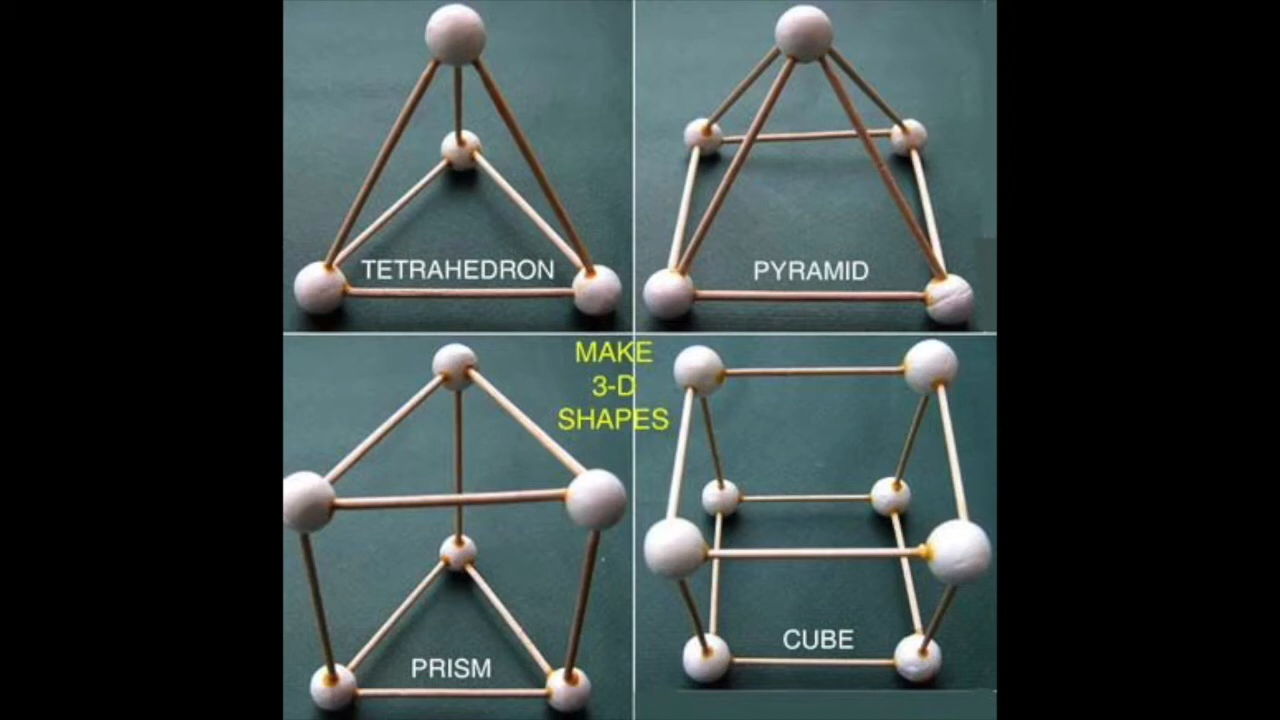 TETRAHEDRON
PYRAMID
MAKE
3-D
SHAPES
PRISM
CUBE